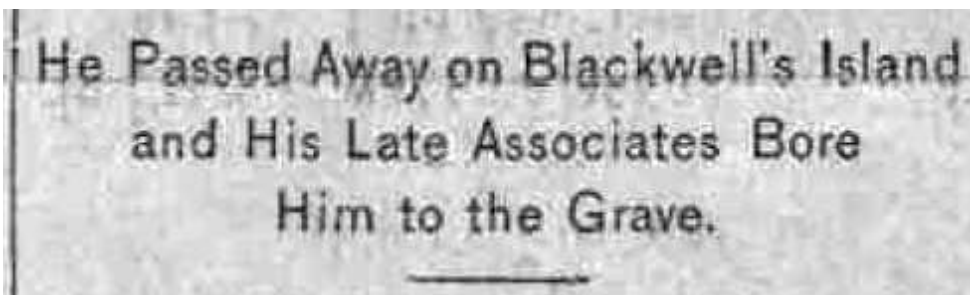 He Passed Away on Blackwell's Island
and His Late Associates Bore
Him to the Grave.